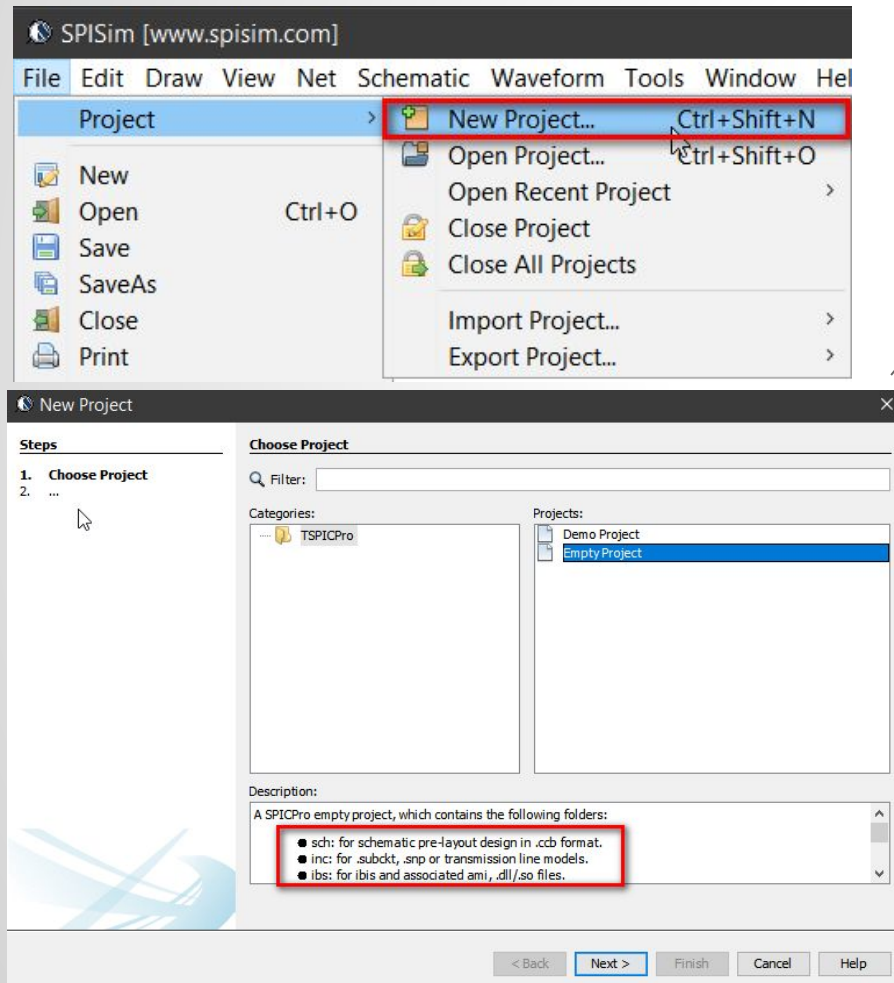 SPISim [www.spisim.com]
File Edit Draw View Net Schematic Waveform Tools Window Hel
Project >
New Project... Ctrl+Shift+N
Open Project... Ctrl+Shift+O
Open Recent Project >
Close Project
Close All Projects
Import Project... >
Export Project... >
New
Open Ctrl+O
Save
SaveAs
Close
Print
New Project
Steps
1. Choose Project
2. ...
Choose Project
Filter:
Categories:
TSPICPro
Projects:
Demo Project
Empty Project
Description:
A SPICPro empty project, which contains the following folders:
● sch: for schematic pre-layout design in .ccb format.
● inc: for .subckt, .snp or transmission line models.
● ibs: for ibis and associated ami, .dll/.so files.
< Back Next > Finish Cancel Help